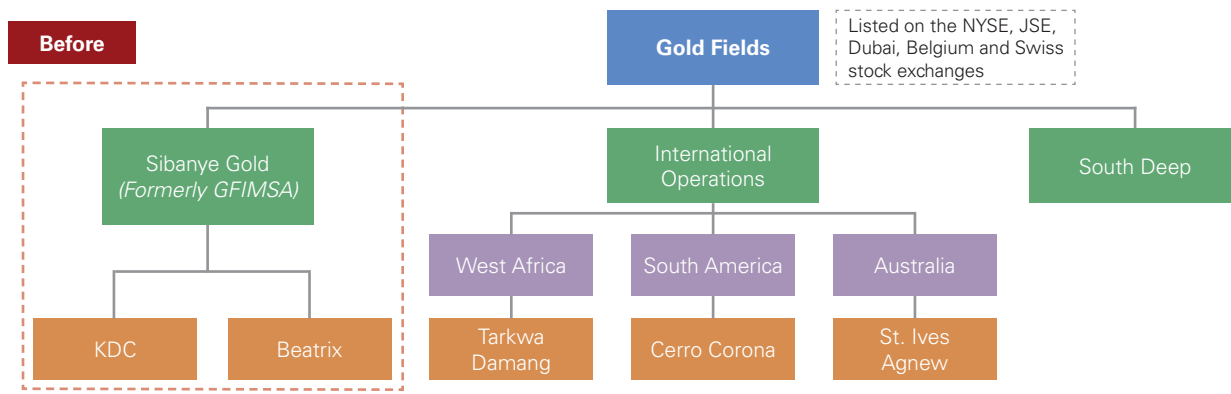 Before
Gold Fields
Listed on the NYSE, JSE,
Dubai, Belgium and Swiss
stock exchanges
Sibanye Gold
(Formerly GFIMSA)
International
Operations
South Deep
West Africa
South America
Australia
KDC
Beatrix
Tarkwa
Damang
Cerro Corona
St. Ives
Agnew